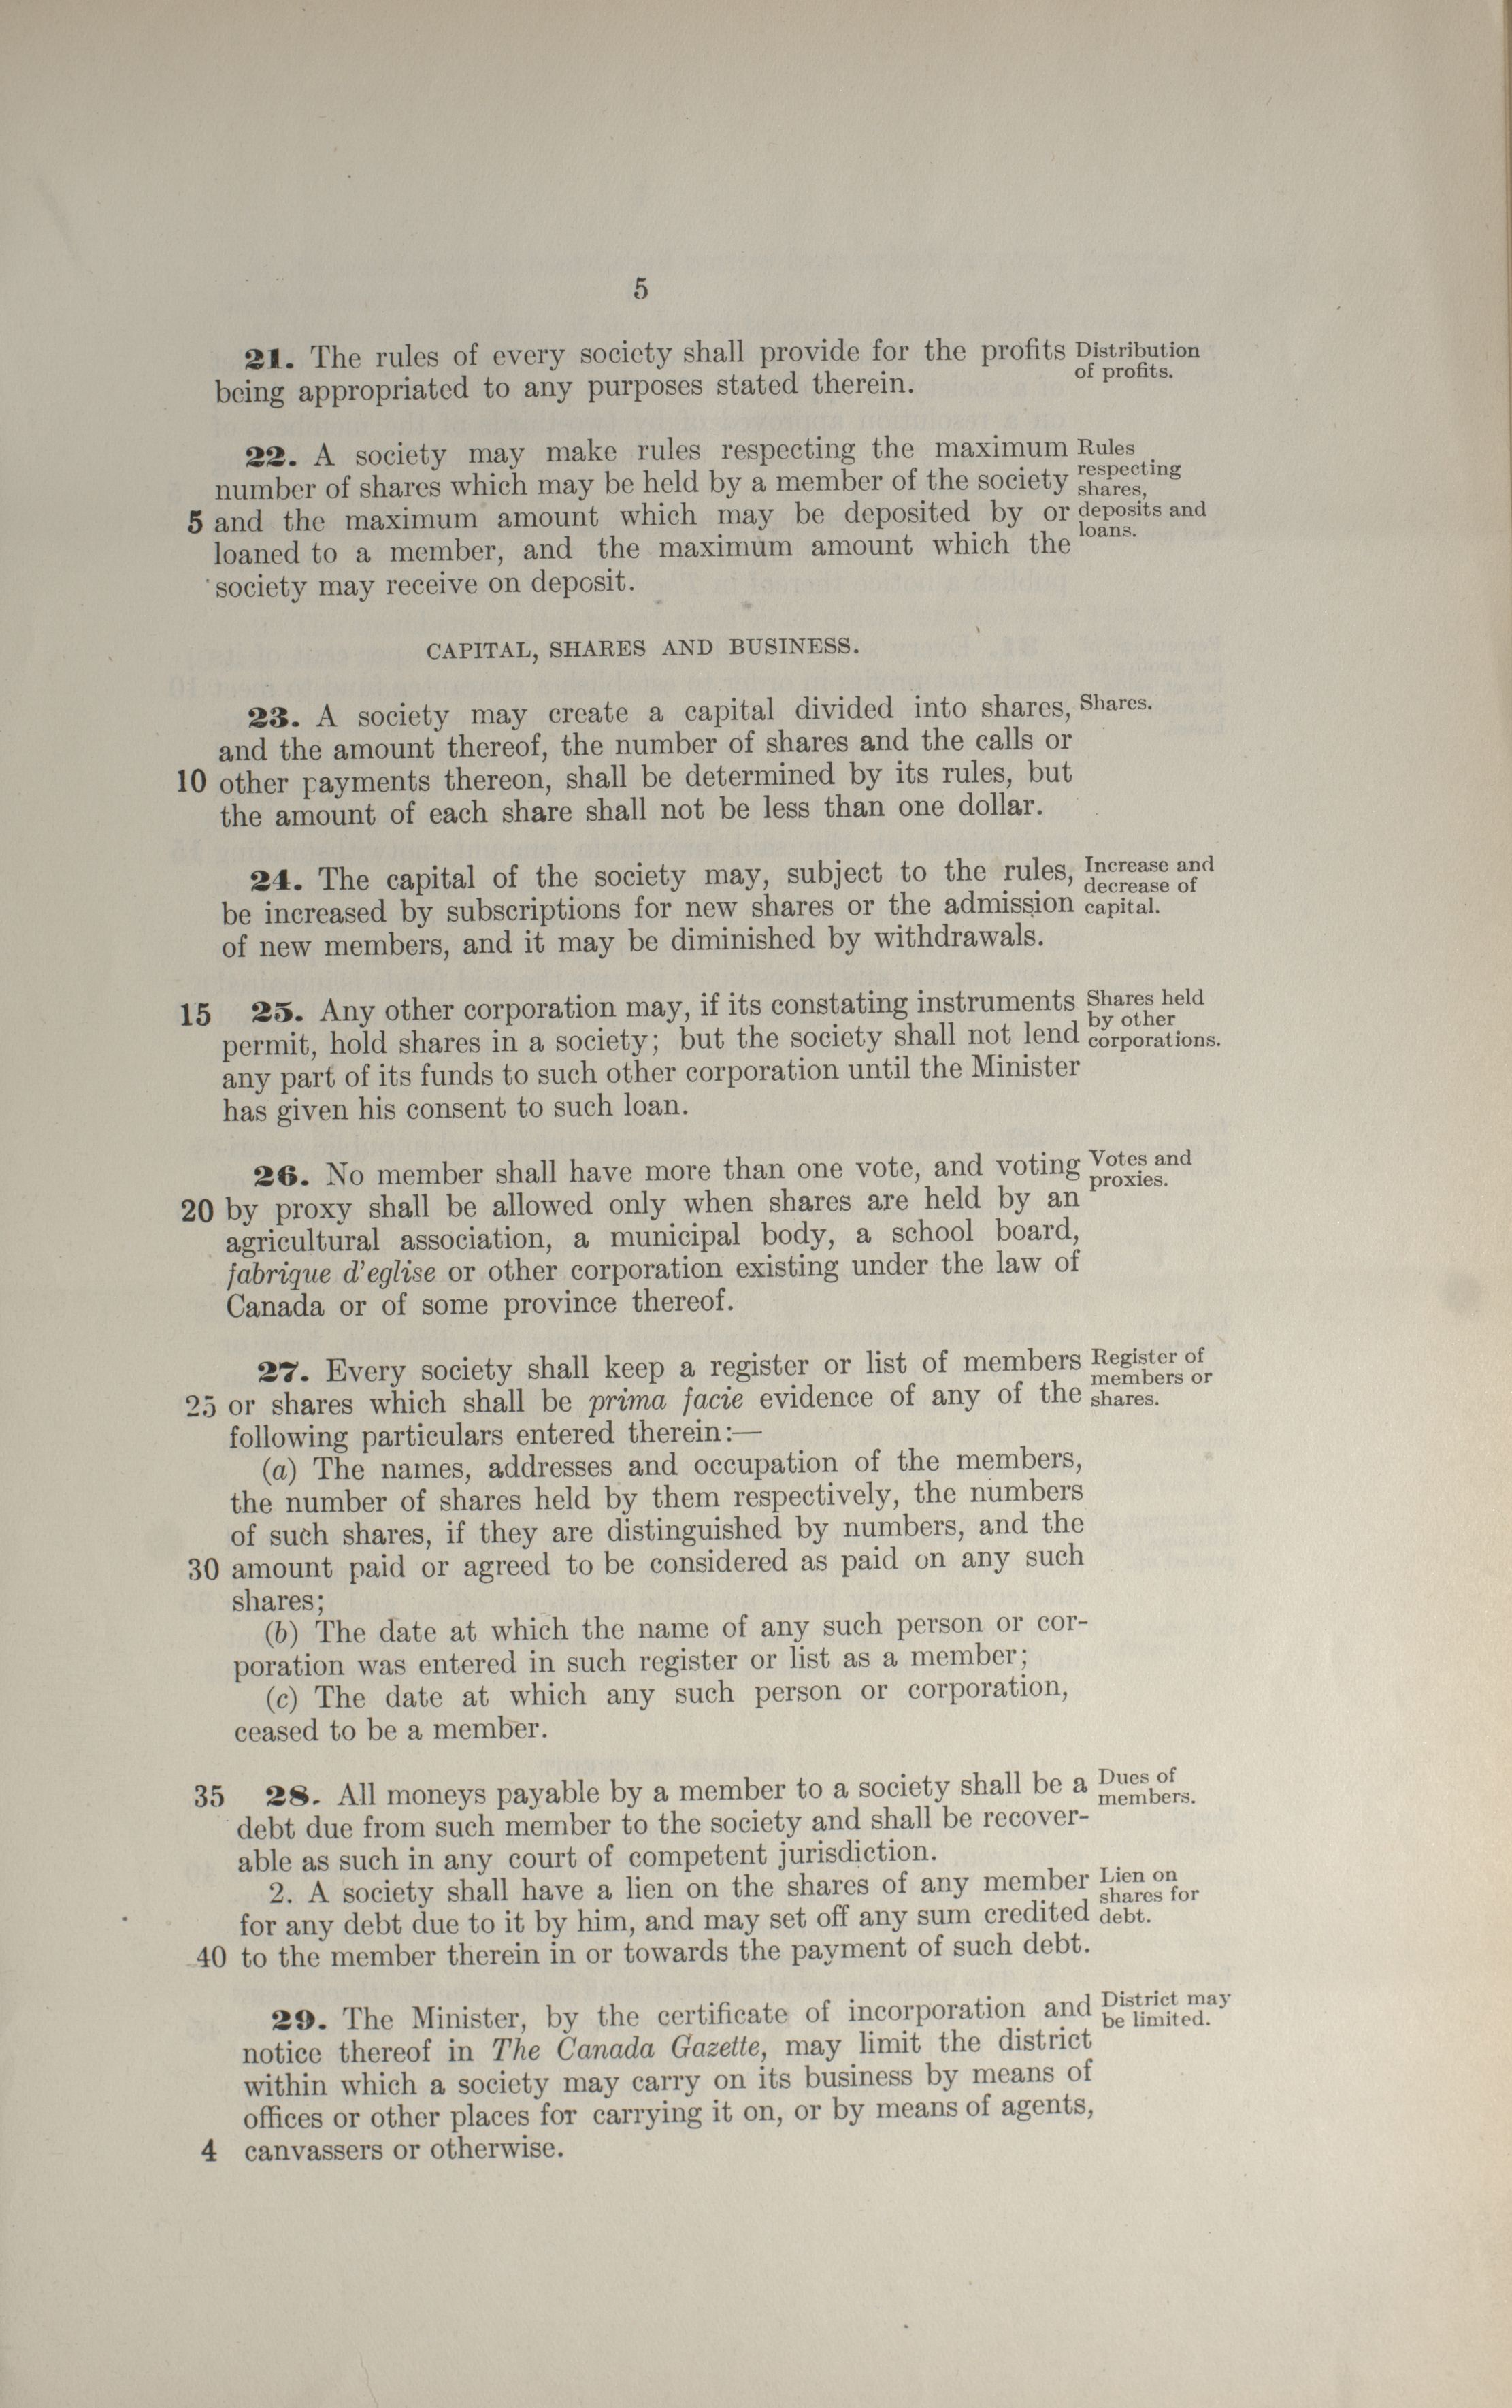 5
21. The rules of every society shall provide for the profits Distribution
being appropriated to any purposes stated therein. of profits.
22. A society may make rules respecting the maximum Rules
number of shares which may be held by a member of the society respecting
shares,
5 and the maximum amount which may be deposited by or deposits and
loaned to a member, and the maximum amount which the loans.
society may receive on deposit.
CAPITAL, SHARES AND BUSINESS.
23. A society may create a capital divided into shares, Shares.
and the amount thereof, the number of shares and the calls or
10 other payments thereon, shall be determined by its rules, but
the amount of each share shall not be less than one dollar.
24. The capital of the society may, subject to the rules, Increase and
decrease of
be increased by subscriptions for new shares or the admission capital.
of new members, and it may be diminished by withdrawals.
15 25. Any other corporation may, if its constating instruments Shares held
by other
permit, hold shares in a society; but the society shall not lend corporations.
any part of its funds to such other corporation until the Minister
has given his consent to such loan.
26. No member shall have more than one vote, and voting Votes and
proxies.
20 by proxy shall be allowed only when shares are held by an
agricultural association, a municipal body, a school board,
fabrique d'eglise or other corporation existing under the law of
Canada or of some province thereof.
27. Every society shall keep a register or list of members Register of
members or
25 or shares which shall be prima facie evidence of any of the shares.
following particulars entered therein:—
(a) The names, addresses and occupation of the members,
the number of shares held by them respectively, the numbers
of such shares, if they are distinguished by numbers, and the
30 amount paid or agreed to be considered as paid on any such
shares;
(b) The date at which the name of any such person or cor-
poration was entered in such register or list as a member;
(c) The date at which any such person or corporation,
ceased to be a member.
35 28. All moneys payable by a member to a society shall be a Dues of
members.
debt due from such member to the society and shall be recover-
able as such in any court of competent jurisdiction.
2. A society shall have a lien on the shares of any member Lien on
shares for
for any debt due to it by him, and may set off any sum credited debt.
40 to the member therein in or towards the payment of such debt.
29. The Minister, by the certificate of incorporation and District may
be limited.
notice thereof in The Canada Gazette, may limit the district
within which a society may carry on its business by means of
offices or other places for carrying it on, or by means of agents,
4 canvassers or otherwise.